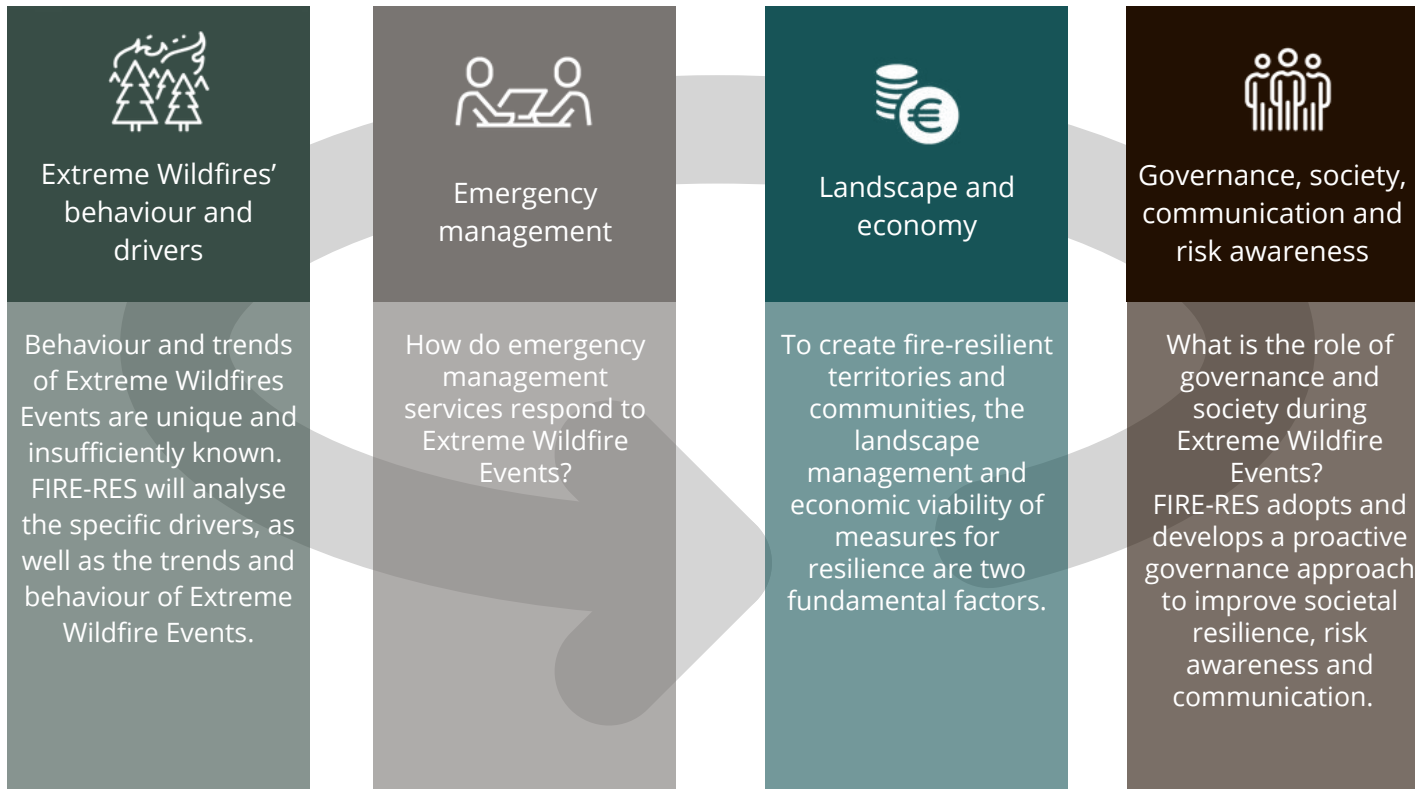 Extreme Wildfires’
behaviour and
drivers
Behaviour and trends
of Extreme Wildfires
Events are unique and
insufficiently known.
FIRE-RES will analyse
the specific drivers, as
well as the trends and
behaviour of Extreme
Wildfire Events.
Emergency
management
How do emergency
management
services respond to
Extreme Wildfire
Events?
€
Landscape and
economy
To create fire-resilient
territories and
communities, the
landscape
management and
economic viability of
measures for
resilience are two
fundamental factors.
Governance, society,
communication and
risk awareness
What is the role of
governance and
society during
Extreme Wildfire
Events?
FIRE-RES adopts and
develops a proactive
governance approach
to improve societal
resilience, risk
awareness and
communication.